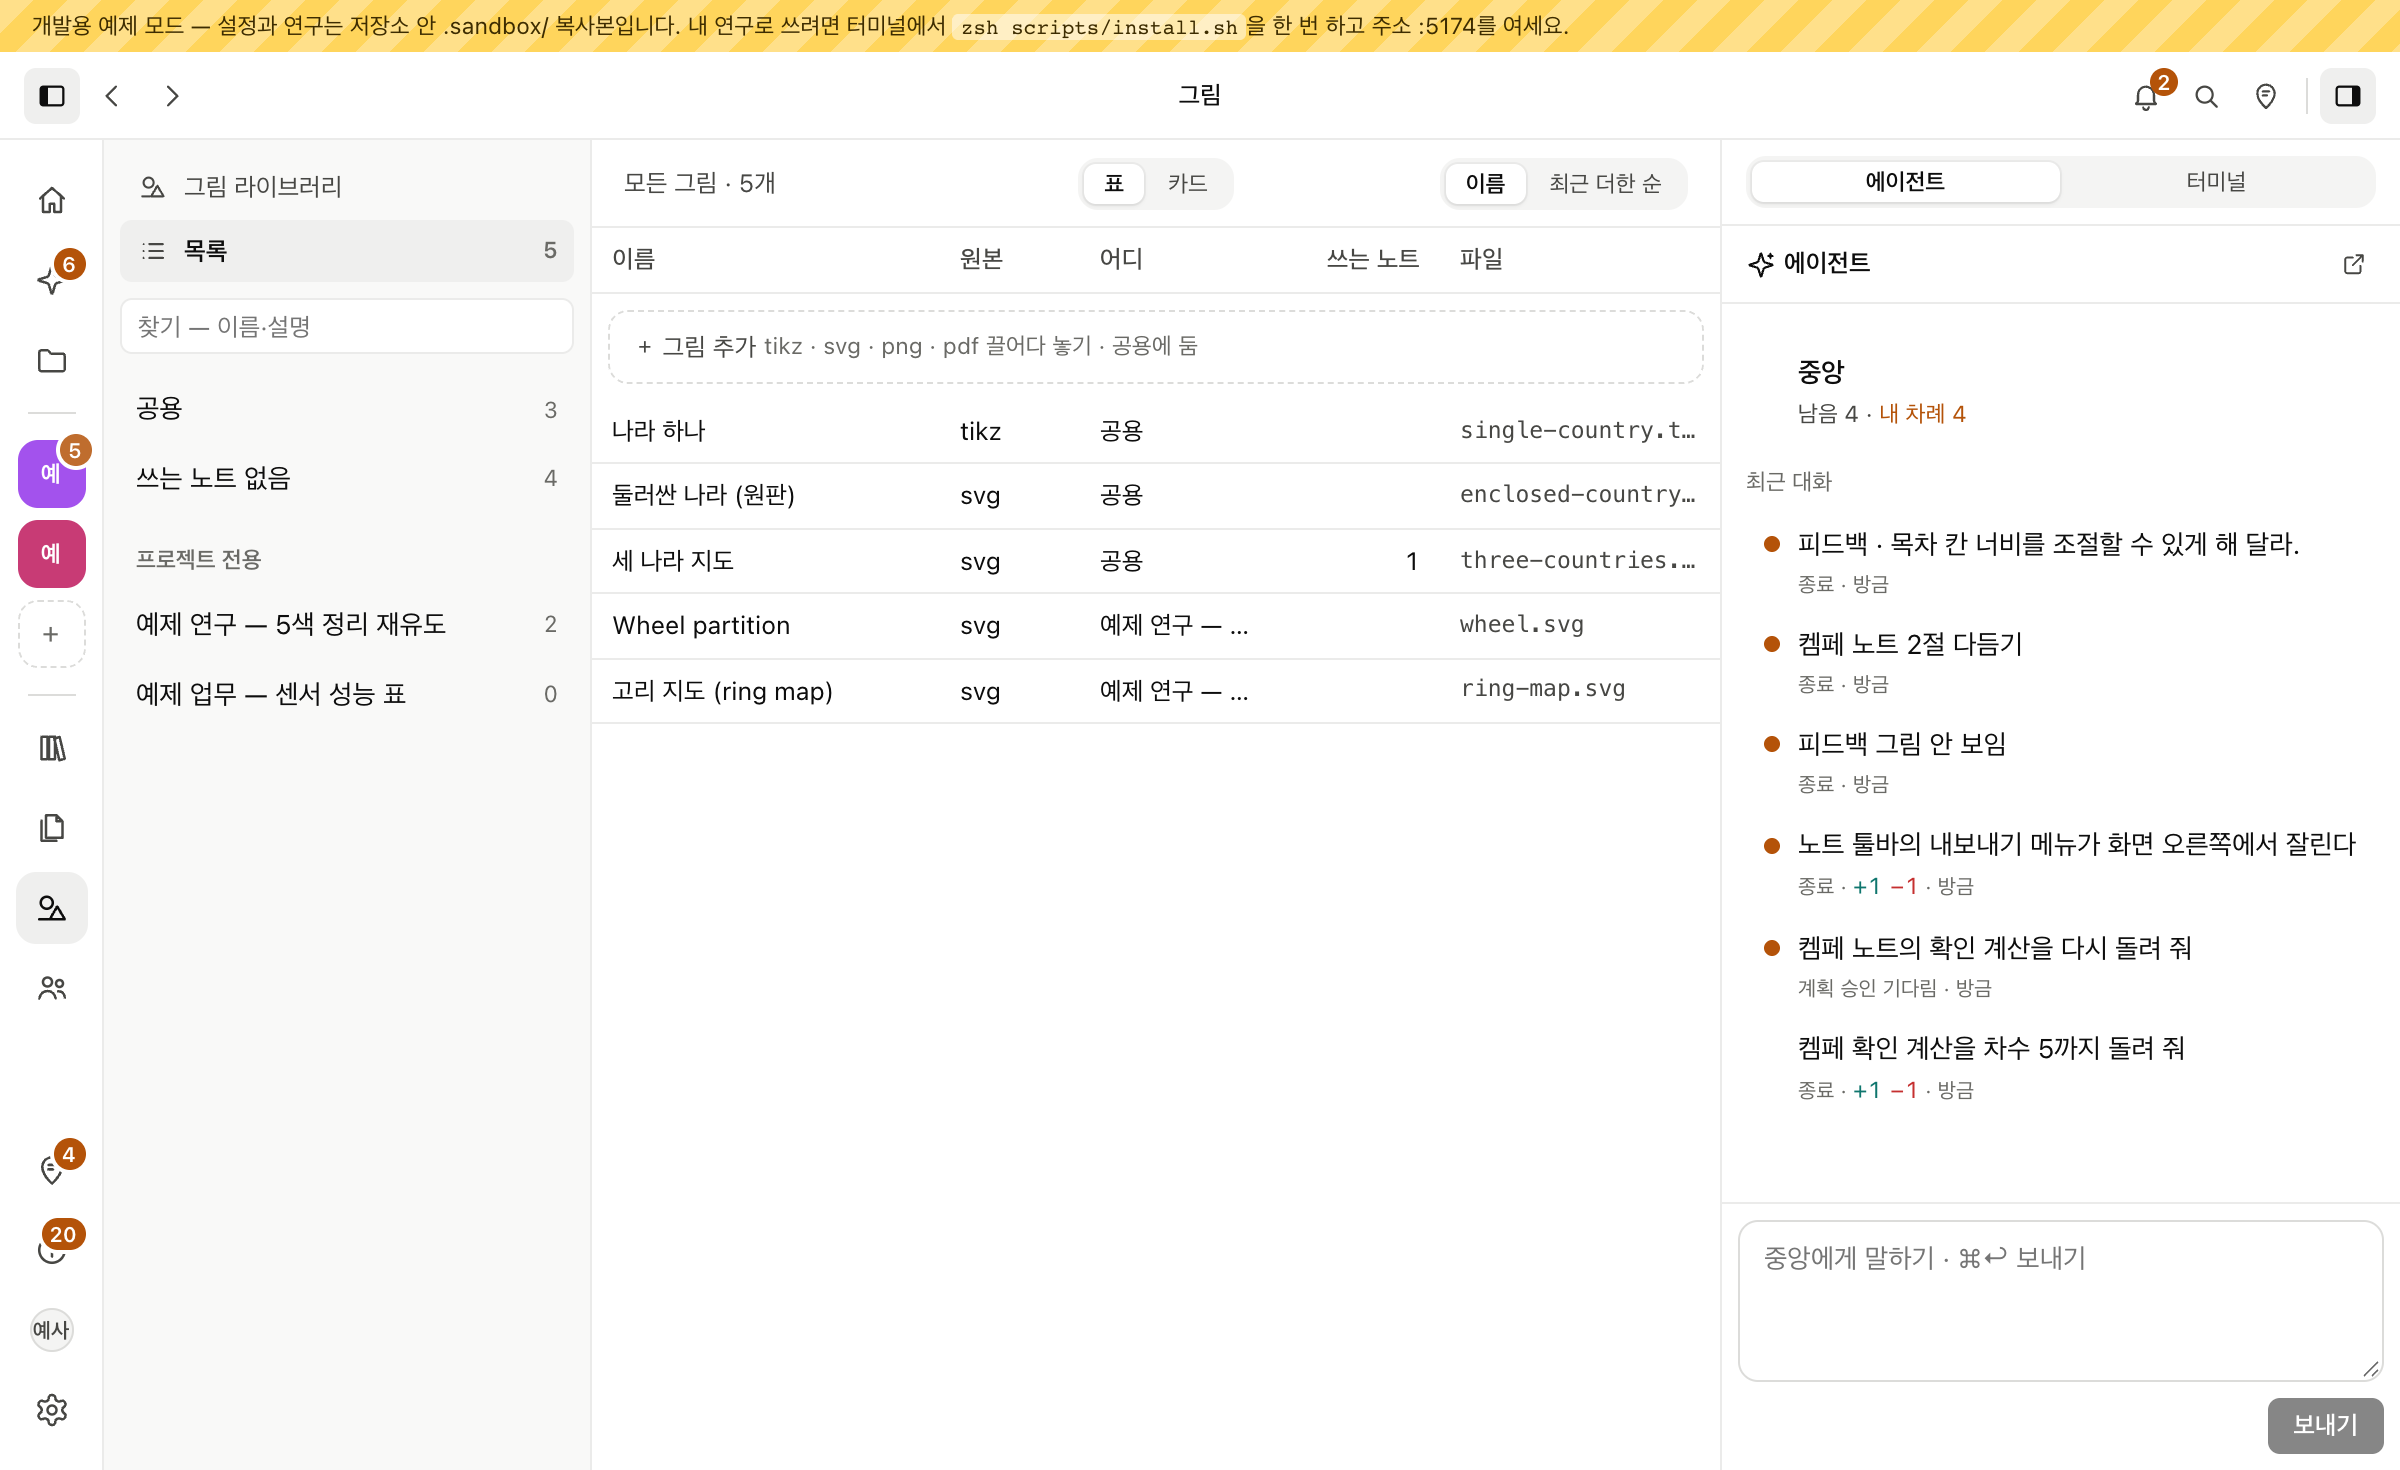 개발용 예제 모드 — 설정과 연구는 저장소 안 .sandbox/ 복사본입니다. 내 연구로 쓰려면 터미널에서 zsh scripts/install.sh을 한 번 하고 주소 :5174를 여세요.
그림
2
6
5
예
예
+
4
20
예사
그림 라이브러리
목록 5
찾기 — 이름·설명
공용 3
쓰는 노트 없음 4
프로젝트 전용
예제 연구 — 5색 정리 재유도 2
예제 업무 — 센서 성능 표 0
모든 그림 · 5개 표 카드 이름 최근 더한 순
이름 원본 어디 쓰는 노트 파일
+ 그림 추가 tikz · svg · png · pdf 끌어다 놓기 · 공용에 둠
나라 하나 tikz 공용 single-country.t…
둘러싼 나라 (원판) svg 공용 enclosed-country…
세 나라 지도 svg 공용 1 three-countries.…
Wheel partition svg 예제 연구 — … wheel.svg
고리 지도 (ring map) svg 예제 연구 — … ring-map.svg
에이전트 터미널
에이전트
중앙
남음 4 · 내 차례 4
최근 대화
피드백 · 목차 칸 너비를 조절할 수 있게 해 달라.
종료 · 방금
켐페 노트 2절 다듬기
종료 · 방금
피드백 그림 안 보임
종료 · 방금
노트 툴바의 내보내기 메뉴가 화면 오른쪽에서 잘린다
종료 · +1 −1 · 방금
켐페 노트의 확인 계산을 다시 돌려 줘
계획 승인 기다림 · 방금
켐페 확인 계산을 차수 5까지 돌려 줘
종료 · +1 −1 · 방금
중앙에게 말하기 · ⌘↩ 보내기
보내기